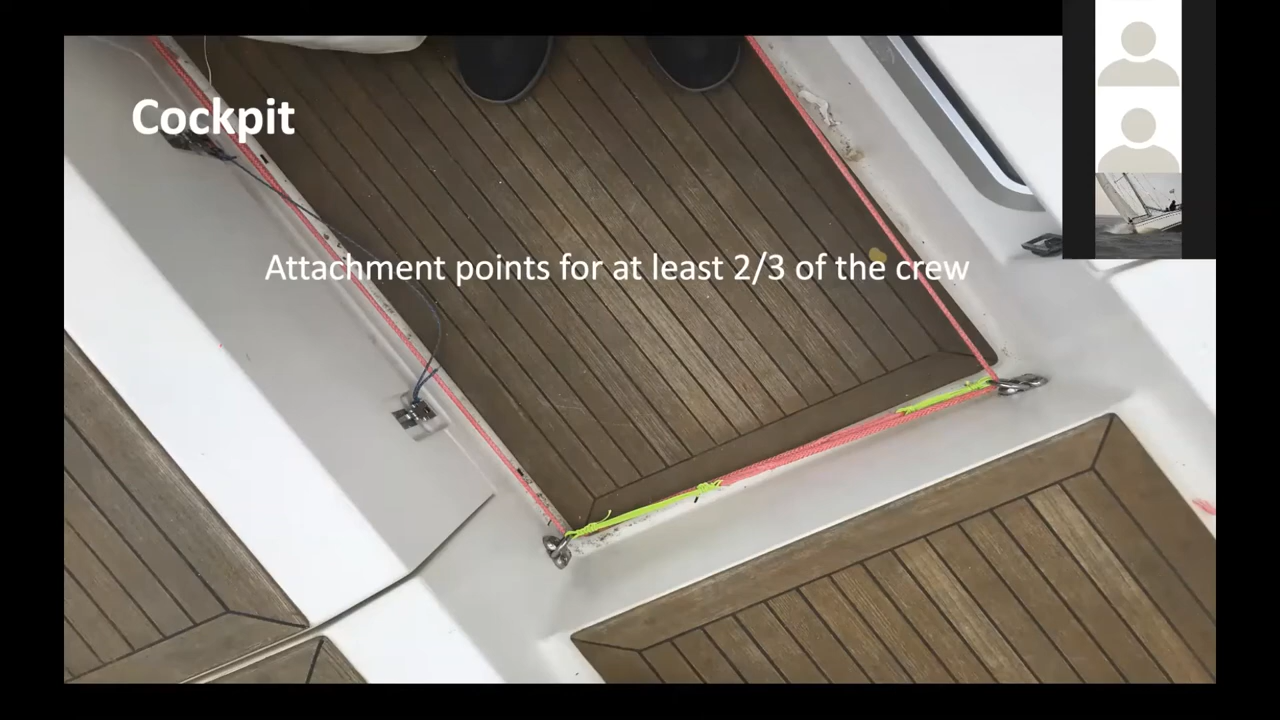 Cockpit
Attachment points for at least 2/3 of the crew